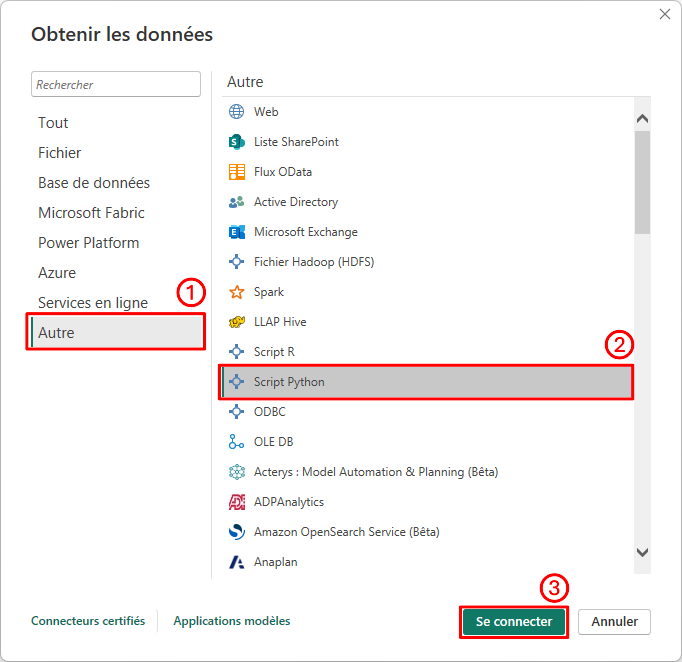 Obtenir les données
Rechercher
Tout
Fichier
Base de données
Microsoft Fabric
Power Platform
Azure
Services en ligne
1
Autre
Autre
Web
Liste SharePoint
Flux OData
Active Directory
Microsoft Exchange
Fichier Hadoop (HDFS)
Spark
LLAP Hive
Script R
2
Script Python
ODBC
OLE DB
Acterys : Model Automation & Planning (Bêta)
ADPAnalytics
Amazon OpenSearch Service (Bêta)
Anaplan
3
Connecteurs certifiés
Applications modèles
Se connecter
Annuler